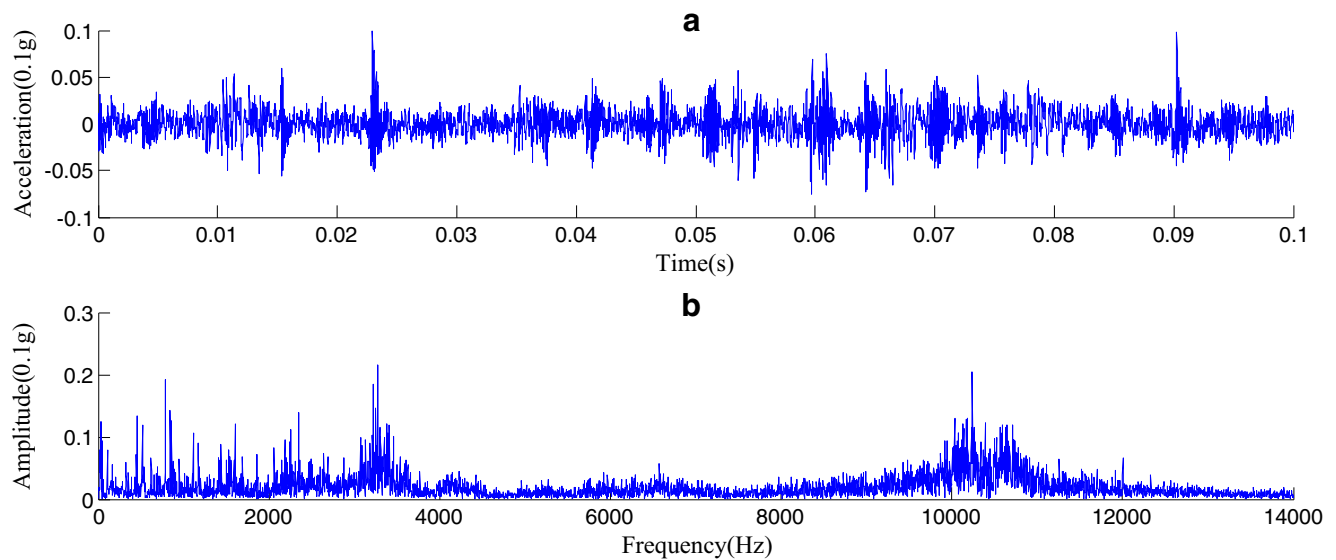 a
Acceleration(0.1g)
0.1
0.05
0
-0.05
-0.1
0 0.01 0.02 0.03 0.04 0.05 0.06 0.07 0.08 0.09 0.1
Time(s)
b
Amplitude(0.1g)
0.3
0.2
0.1
0
0 2000 4000 6000 8000 10000 12000 14000
Frequency(Hz)